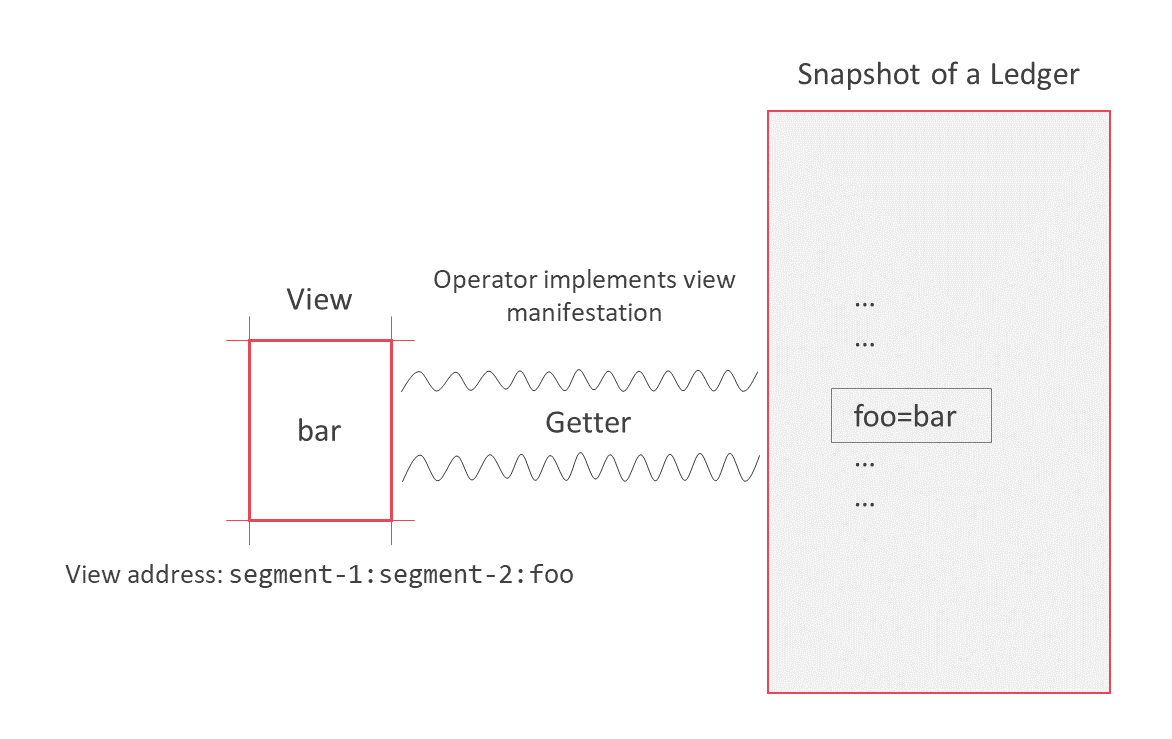 Snapshot of a Ledger
Operator implements view
manifestation
View
...
...
bar
Getter
foo=bar
...
...
View address: segment-1:segment-2:foo